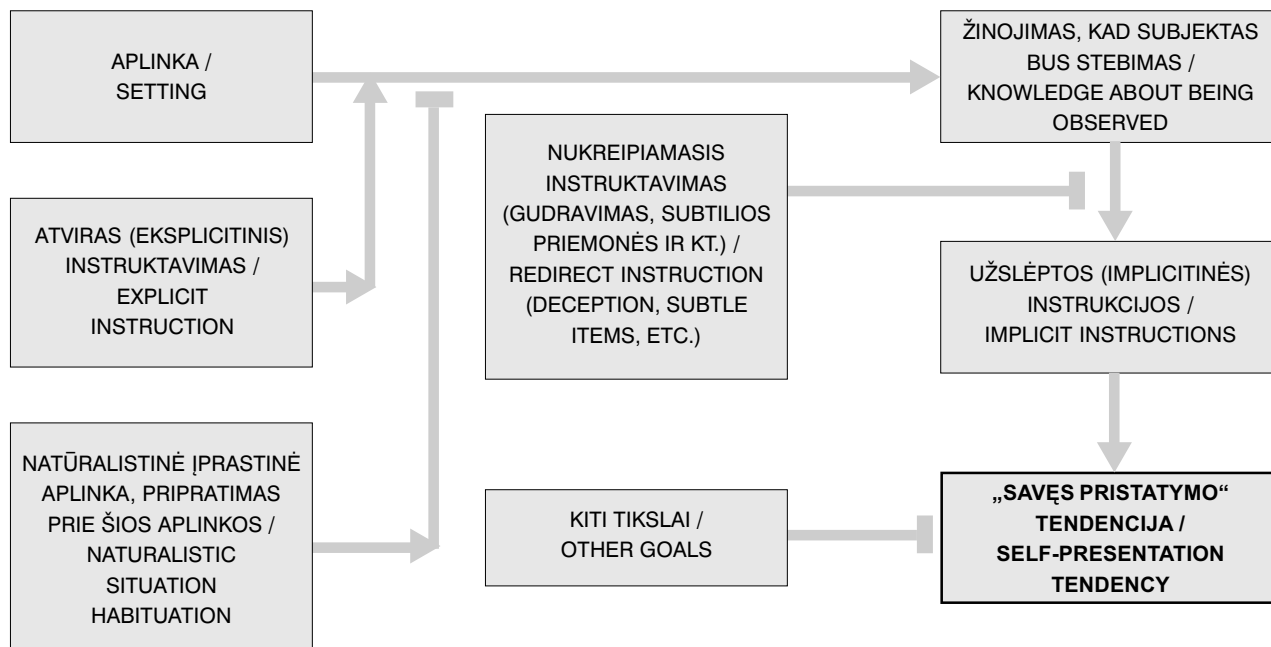 APLINKA /
SETTING
ATVIRAS (EKSPLICITINIS)
INSTRUKTAVIMAS /
EXPLICIT
INSTRUCTION
NATŪRALISTINĖ ĮPRASTINĖ
APLINKA, PRIPRATIMAS
PRIE ŠIOS APLINKOS /
NATURALISTIC
SITUATION
HABITUATION
NUKREIPIAMASIS
INSTRUKTAVIMAS
(GUDRAVIMAS, SUBTILIOS
PRIEMONĖS IR KT.) /
REDIRECT INSTRUCTION
(DECEPTION, SUBTLE
ITEMS, ETC.)
KITI TIKSLAI /
OTHER GOALS
ŽINOJIMAS, KAD SUBJEKTAS
BUS STEBIMAS /
KNOWLEDGE ABOUT BEING
OBSERVED
UŽSLĖPTOS (IMPLICITINĖS)
INSTRUKCIJOS /
IMPLICIT INSTRUCTIONS
„SAVĘS PRISTATYMO“
TENDENCIJA /
SELF-PRESENTATION
TENDENCY